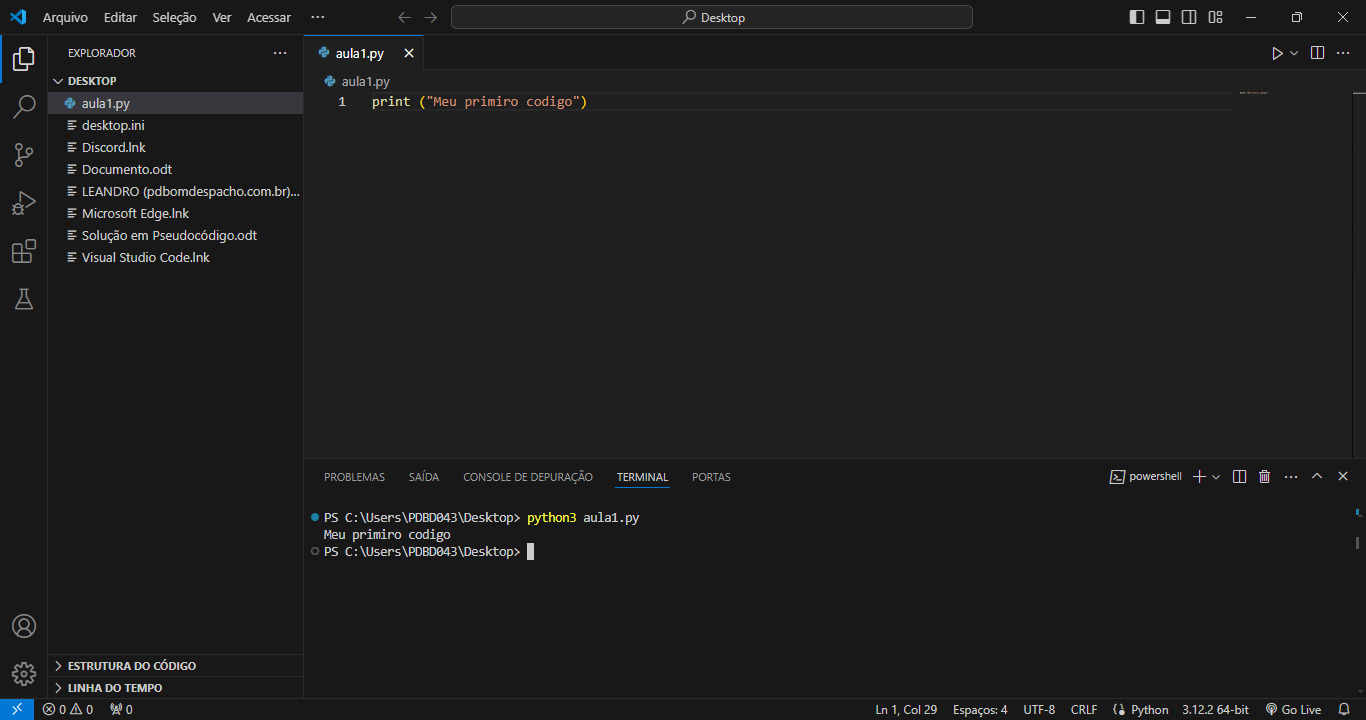 Arquivo Editar Seleção Ver Acessar ···
Desktop
EXPLORADOR ···
DESKTOP
aula1.py
desktop.ini
Discord.lnk
Documento.odt
LEANDRO (pdbomdespacho.com.br)...
Microsoft Edge.lnk
Solução em Pseudocódigo.odt
Visual Studio Code.lnk
ESTRUTURA DO CÓDIGO
LINHA DO TEMPO
aula1.py
aula1.py
1 print ("Meu primiro codigo")
PROBLEMAS SAÍDA CONSOLE DE DEPURAÇÃO TERMINAL PORTAS
powershell
PS C:\Users\PDBD043\Desktop> python3 aula1.py
Meu primiro codigo
PS C:\Users\PDBD043\Desktop>
0 0 0 Ln 1, Col 29 Espaços: 4 UTF-8 CRLF Python 3.12.2 64-bit Go Live